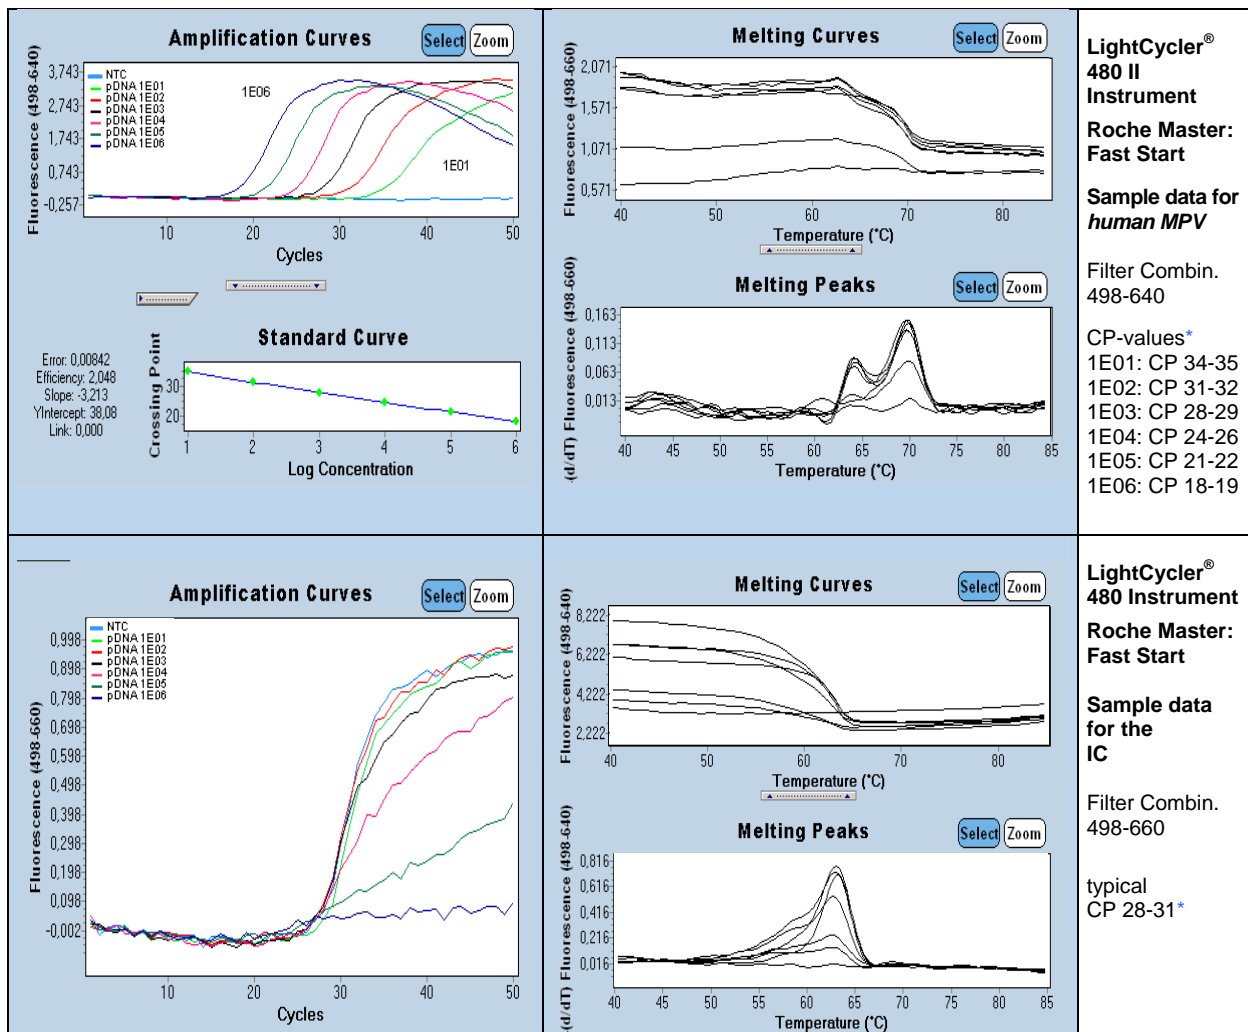 Amplification Curves
Select
Zoom
Fluorescence (498-640)
3,743
2,743
1,743
0,743
-0,257
NTC
pDNA 1E01
pDNA 1E02
pDNA 1E03
pDNA 1E04
pDNA 1E05
pDNA 1E06
1E06
1E01
10
20
30
40
50
Cycles
Standard Curve
Error: 0,00842
Efficiency: 2,048
Slope: -3,213
YIntercept: 38,08
Link: 0,000
Crossing Point
30
20
1
2
3
4
5
6
Log Concentration
Melting Curves
Select
Zoom
Fluorescence (498-660)
2,071
1,571
1,071
0,571
40
50
60
70
80
Temperature (°C)
Melting Peaks
Select
Zoom
-(d/dT) Fluorescence (498-660)
0,163
0,113
0,063
0,013
40
45
50
55
60
65
70
75
80
85
Temperature (°C)
LightCycler®
480 II
Instrument
Roche Master:
Fast Start
Sample data for
human MPV
Filter Combin.
498-640
CP-values*
1E01: CP 34-35
1E02: CP 31-32
1E03: CP 28-29
1E04: CP 24-26
1E05: CP 21-22
1E06: CP 18-19
Amplification Curves
Select
Zoom
Fluorescence (498-660)
0,998
0,898
0,798
0,698
0,598
0,498
0,398
0,298
0,198
0,098
-0,002
NTC
pDNA 1E01
pDNA 1E02
pDNA 1E03
pDNA 1E04
pDNA 1E05
pDNA 1E06
10
20
30
40
50
Cycles
Melting Curves
Select
Zoom
Fluorescence (498-640)
8,222
6,222
4,222
2,222
40
50
60
70
80
Temperature (°C)
Melting Peaks
Select
Zoom
-(d/dT) Fluorescence (498-640)
0,816
0,616
0,416
0,216
0,016
40
45
50
55
60
65
70
75
80
85
Temperature (°C)
LightCycler®
480 Instrument
Roche Master:
Fast Start
Sample data
for the
IC
Filter Combin.
498-660
typical
CP 28-31*